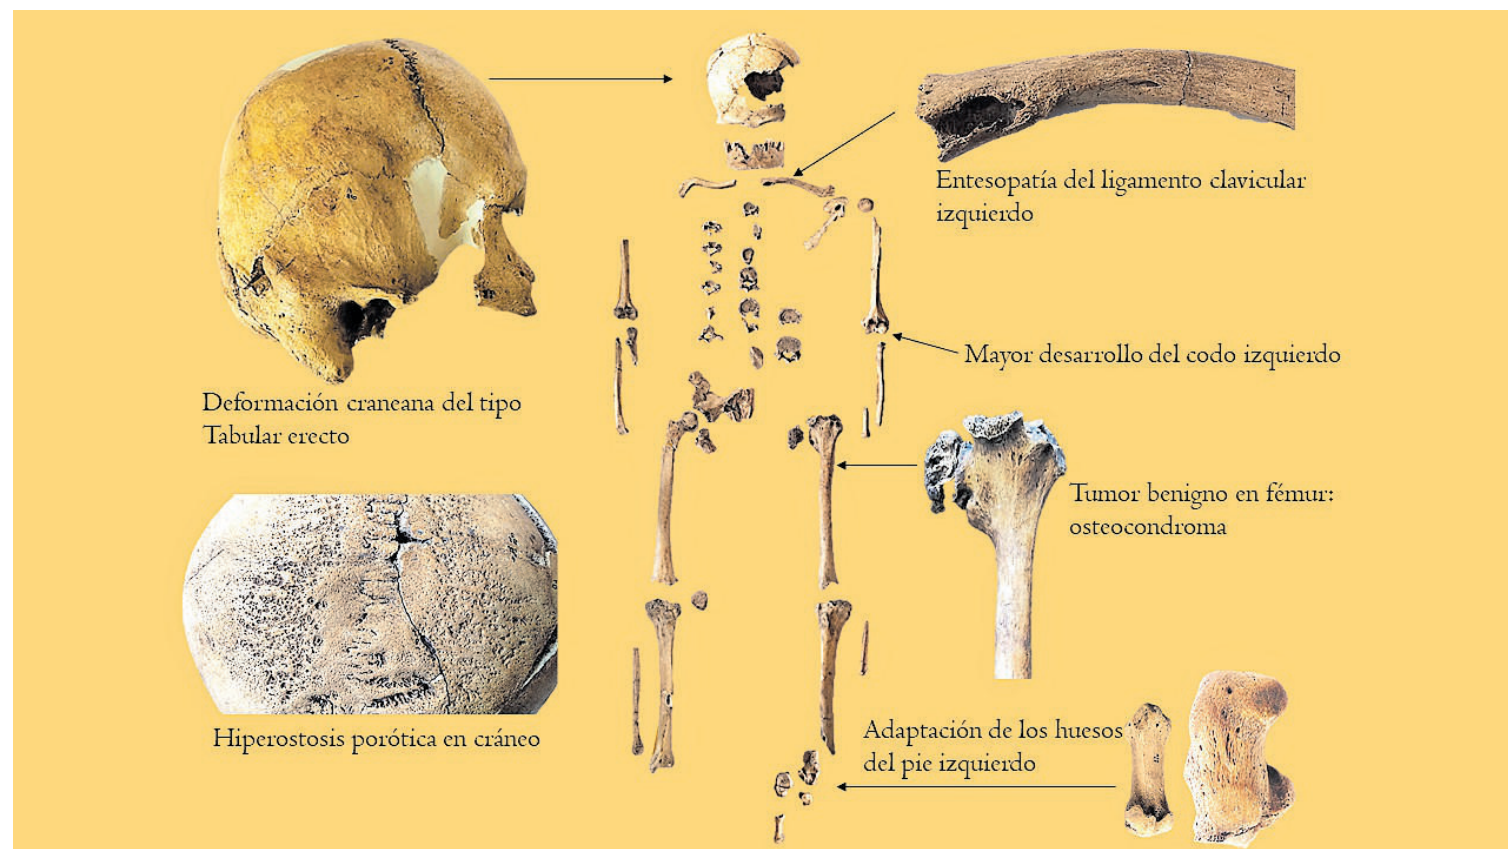 Entesopatía del ligamento clavicular
izquierdo
Mayor desarrollo del codo izquierdo
Deformación craneana del tipo
Tabular erecto
Tumor benigno en fémur:
osteocondroma
Hiperostosis porótica en cráneo
Adaptación de los huesos
del pie izquierdo